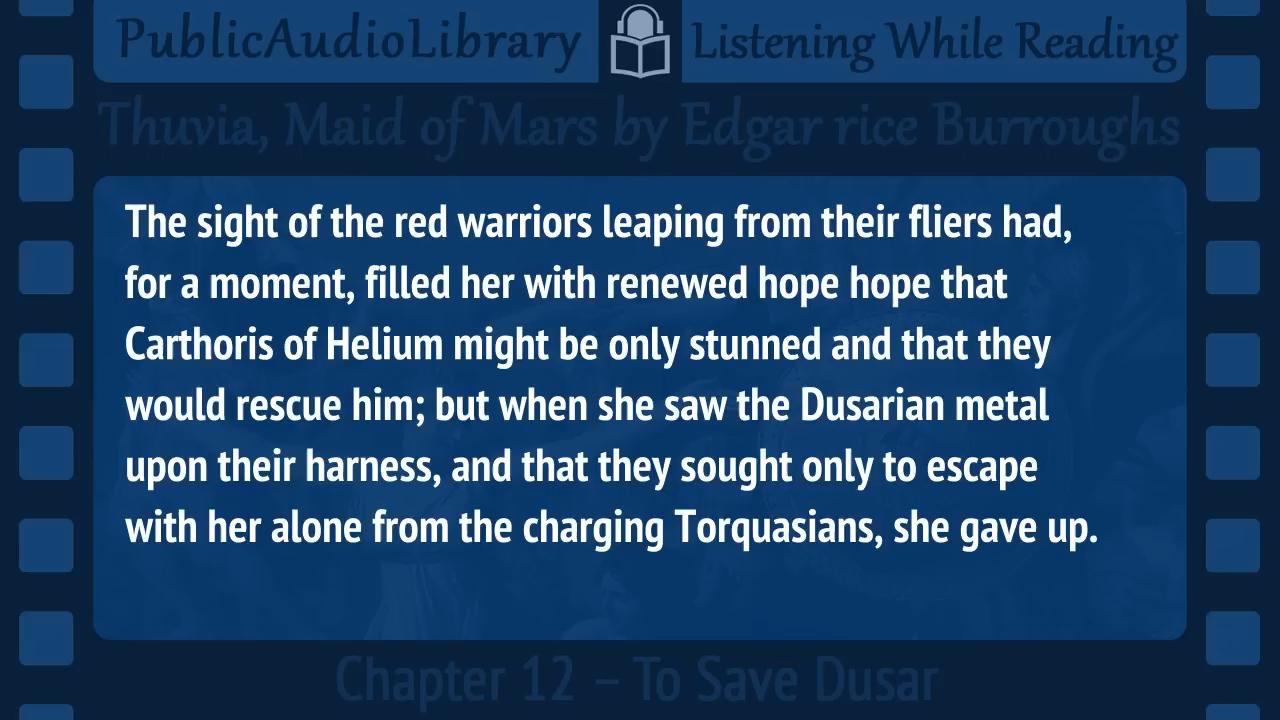 PublicAudioLibrary Listening While Reading
Thuvia, Maid of Mars by Edgar rice Burroughs
The sight of the red warriors leaping from their fliers had,
for a moment, filled her with renewed hope hope that
Carthoris of Helium might be only stunned and that they
would rescue him; but when she saw the Dusarian metal
upon their harness, and that they sought only to escape
with her alone from the charging Torquasians, she gave up.
Chapter 12 – To Save Dusar